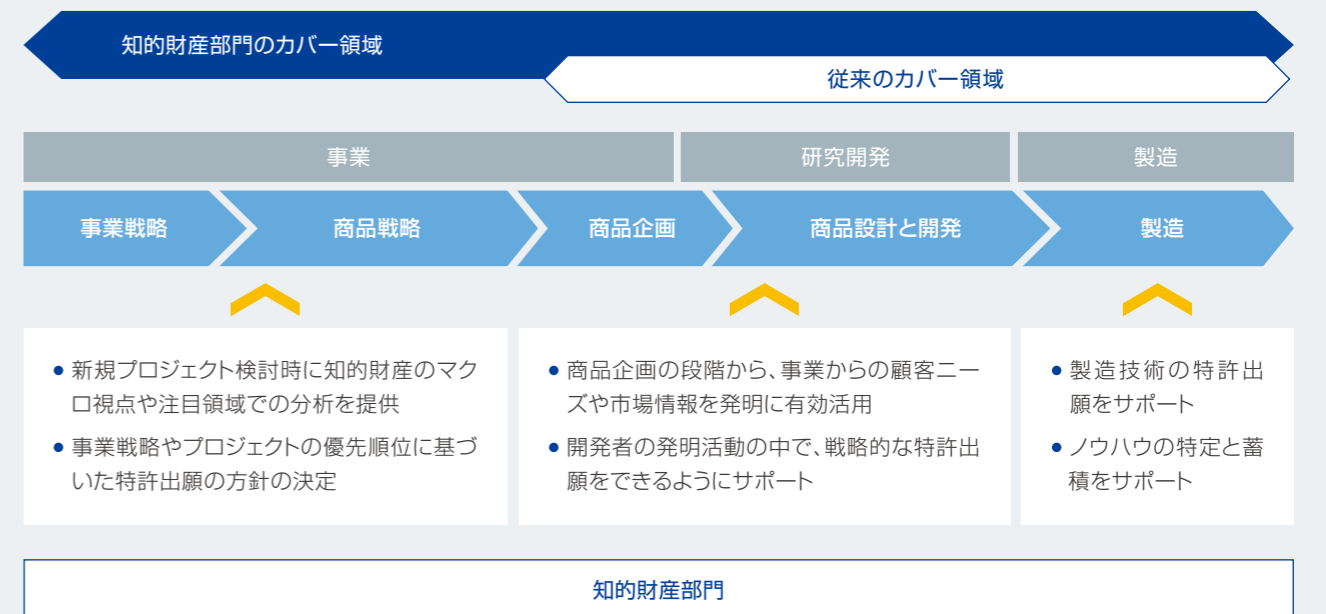 知的財産部門のカバー領域
従来のカバー領域
事業
研究開発
製造
事業戦略
商品戦略
商品企画
商品設計と開発
製造
● 新規プロジェクト検討時に知的財産のマク
ロ視点や注目領域での分析を提供
● 事業戦略やプロジェクトの優先順位に基づ
いた特許出願の方針の決定
● 商品企画の段階から、事業からの顧客ニー
ズや市場情報を発明に有効活用
● 開発者の発明活動の中で、戦略的な特許出
願をできるようにサポート
● 製造技術の特許出
願をサポート
● ノウハウの特定と蓄
積をサポート
知的財産部門